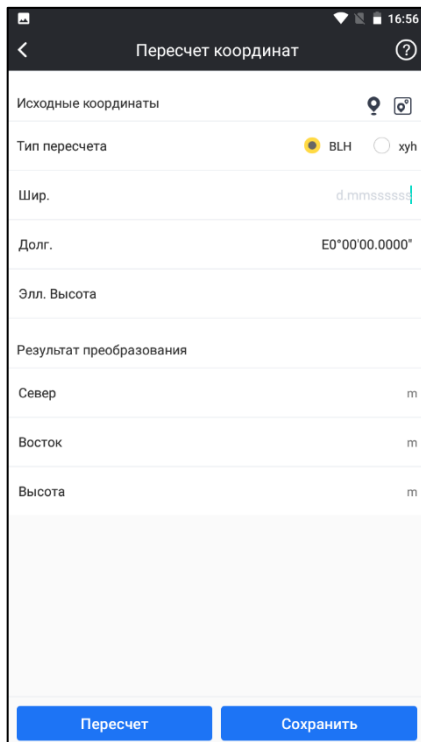 16:56
Пересчет координат
Исходные координаты
Тип пересчета BLH xyh
Шир. d.mmssssss
Долг. E0°00'00.0000"
Элл. Высота
Результат преобразования
Север m
Восток m
Высота m
Пересчет Сохранить